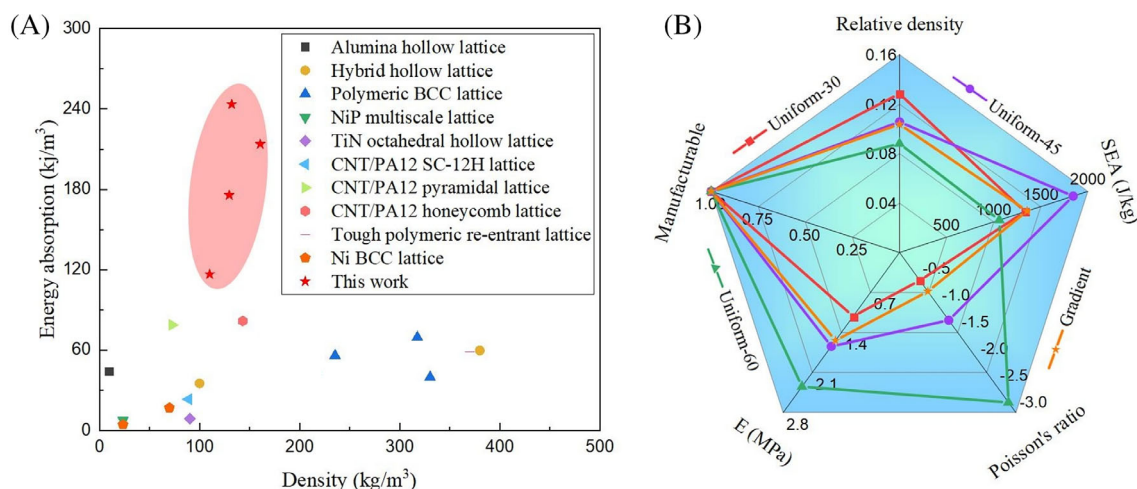 (A)
300
240
180
120
60
0
Energy absorption (kj/m³)
0
100
200
300
400
500
Density (kg/m³)
Alumina hollow lattice
Hybrid hollow lattice
Polymeric BCC lattice
NiP multiscale lattice
TiN octahedral hollow lattice
CNT/PA12 SC-12H lattice
CNT/PA12 pyramidal lattice
CNT/PA12 honeycomb lattice
Tough polymeric re-entrant lattice
Ni BCC lattice
This work
(B)
Relative density
0.16
0.12
0.08
0.04
Uniform-30
Uniform-45
SEA (J/kg)
500
1000
1500
2000
Manufacturable
0.75
0.50
0.25
-0.5
-1.0
-1.5
-2.0
-2.5
-3.0
Poisson's ratio
0.7
1.4
2.1
2.8
E (MPa)
Uniform-60
Gradient